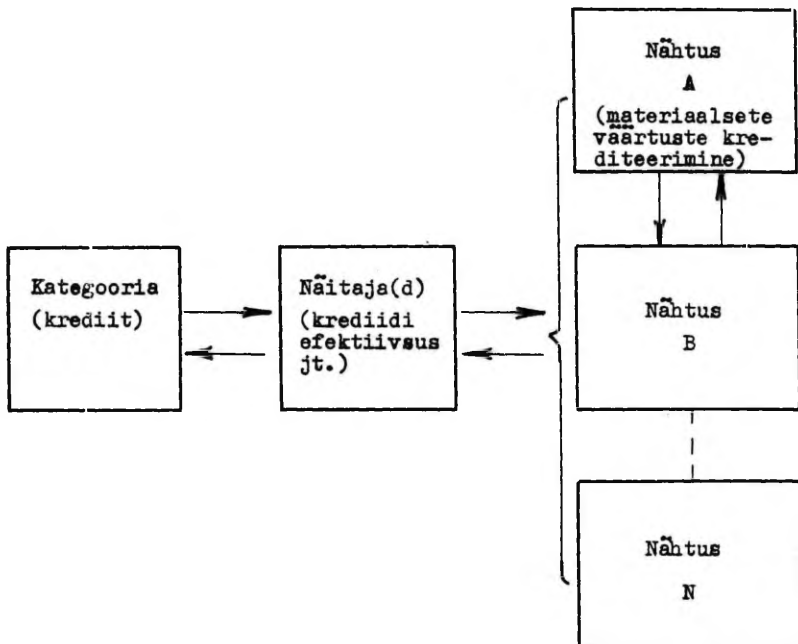 Nähtus
A
(materiaalsete
väärtuste kre-
diteerimine)
Kategooria
(krediit)
Näitaja(d)
(krediidi
efektiivsus
jt.)
Nähtus
B
Nähtus
N